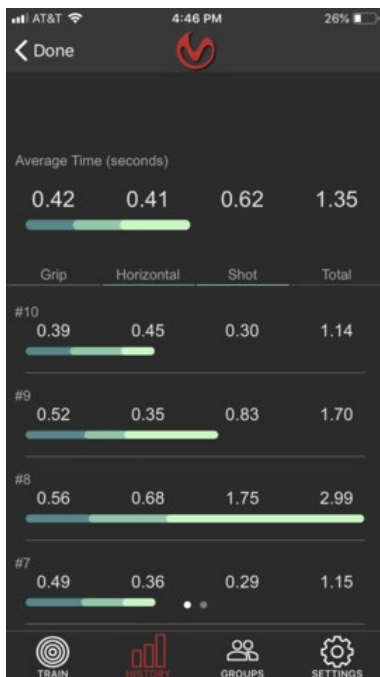 AT&T 4:46 PM 26%
Done
Average Time (seconds)
0.42 0.41 0.62 1.35
Grip Horizontal Shot Total
#10
0.39 0.45 0.30 1.14
#9
0.52 0.35 0.83 1.70
#8
0.56 0.68 1.75 2.99
#7
0.49 0.36 0.29 1.15
TRAIN HISTORY GROUPS SETTINGS